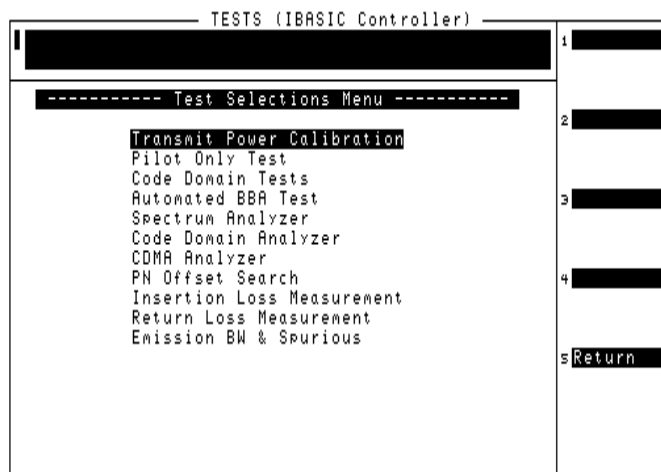 TESTS (IBASIC Controller)
1
----------- Test Selections Menu -----------
2
Transmit Power Calibration
Pilot Only Test
Code Domain Tests
Automated BBA Test
3
Spectrum Analyzer
Code Domain Analyzer
CDMA Analyzer
PN Offset Search
4
Insertion Loss Measurement
Return Loss Measurement
Emission BW & Spurious
5 Return